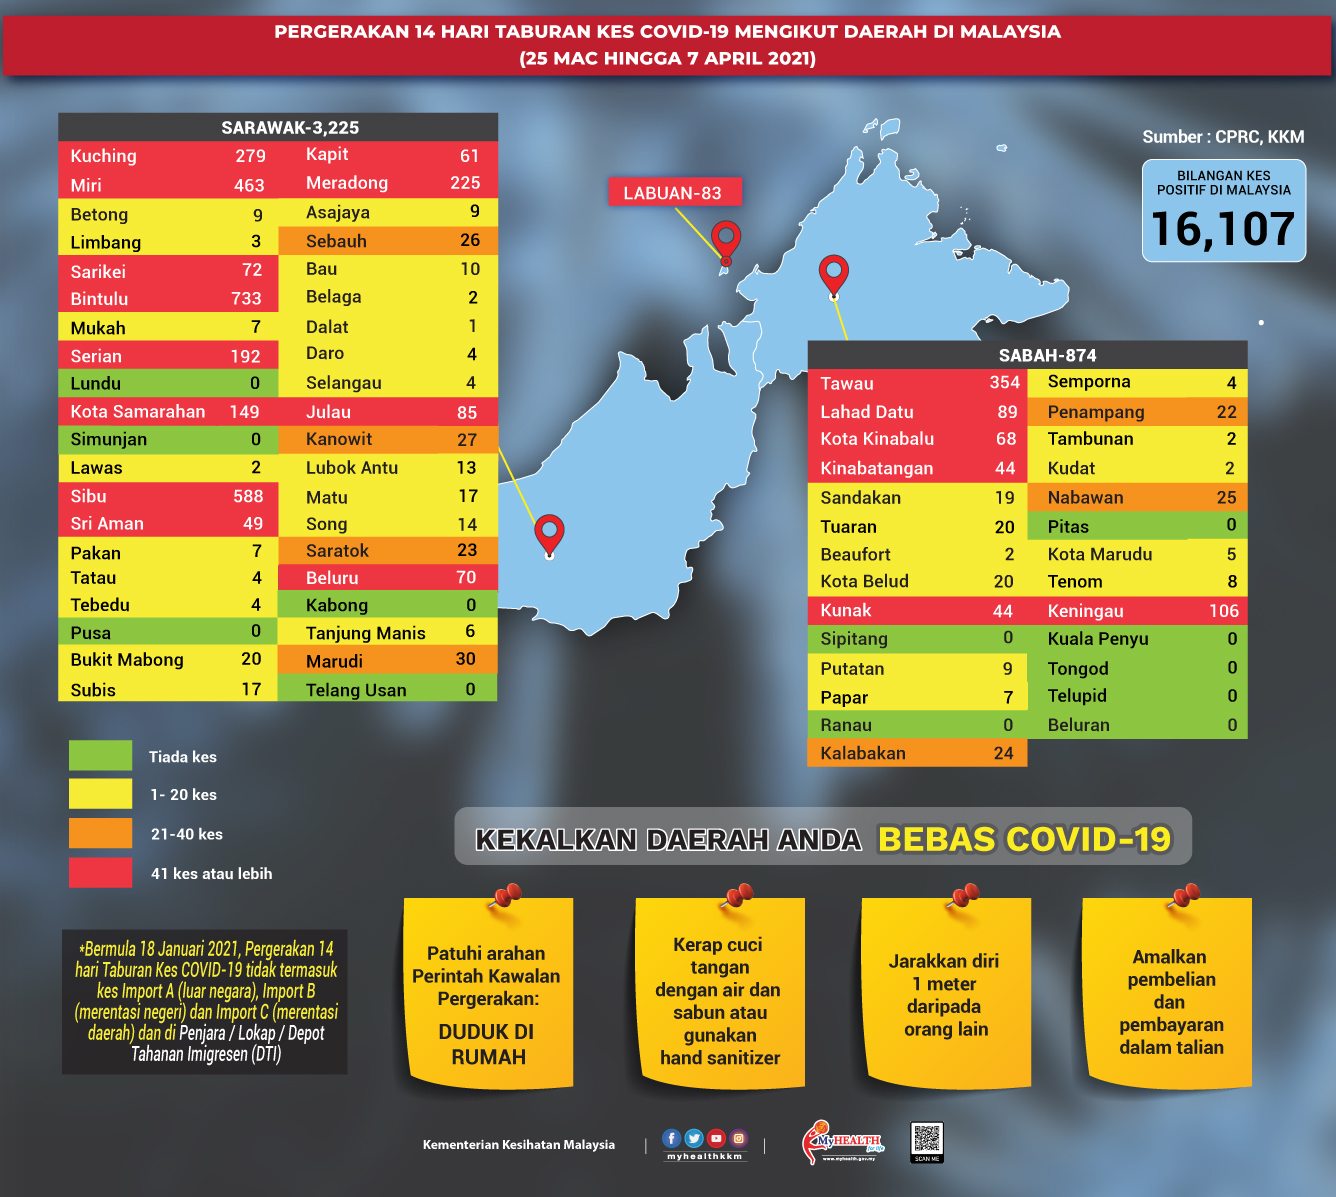 PERGERAKAN 14 HARI TABURAN KES COVID-19 MENGIKUT DAERAH DI MALAYSIA
(25 MAC HINGGA 7 APRIL 2021)
SARAWAK-3,225
Kuching 279 Kapit 61
Miri 463 Meradong 225
Betong 9 Asajaya 9
Limbang 3 Sebauh 26
Sarikei 72 Bau 10
Bintulu 733 Belaga 2
Mukah 7 Dalat 1
Serian 192 Daro 4
Lundu 0 Selangau 4
Kota Samarahan 149 Julau 85
Simunjan 0 Kanowit 27
Lawas 2 Lubok Antu 13
Sibu 588 Matu 17
Sri Aman 49 Song 14
Pakan 7 Saratok 23
Tatau 4 Beluru 70
Tebedu 4 Kabong 0
Pusa 0 Tanjung Manis 6
Bukit Mabong 20 Marudi 30
Subis 17 Telang Usan 0
LABUAN-83
Sumber : CPRC, KKM
BILANGAN KES
POSITIF DI MALAYSIA
16,107
SABAH-874
Tawau 354 Semporna 4
Lahad Datu 89 Penampang 22
Kota Kinabalu 68 Tambunan 2
Kinabatangan 44 Kudat 2
Sandakan 19 Nabawan 25
Tuaran 20 Pitas 0
Beaufort 2 Kota Marudu 5
Kota Belud 20 Tenom 8
Kunak 44 Keningau 106
Sipitang 0 Kuala Penyu 0
Putatan 9 Tongod 0
Papar 7 Telupid 0
Ranau 0 Beluran 0
Kalabakan 24
Tiada kes
1- 20 kes
21-40 kes
41 kes atau lebih
*Bermula 18 Januari 2021, Pergerakan 14
hari Taburan Kes COVID-19 tidak termasuk
kes Import A (luar negara), Import B
(merentasi negeri) dan Import C (merentasi
daerah) dan di Penjara / Lokap / Depot
Tahanan Imigresen (DTI)
KEKALKAN DAERAH ANDA BEBAS COVID-19
Patuhi arahan
Perintah Kawalan
Pergerakan:
DUDUK DI
RUMAH
Kerap cuci
tangan
dengan air dan
sabun atau
gunakan
hand sanitizer
Jarakkan diri
1 meter
daripada
orang lain
Amalkan
pembelian
dan
pembayaran
dalam talian
Kementerian Kesihatan Malaysia
myhealthkkm
MyHEALTH
for life
www.myhealth.gov.my
SCAN ME